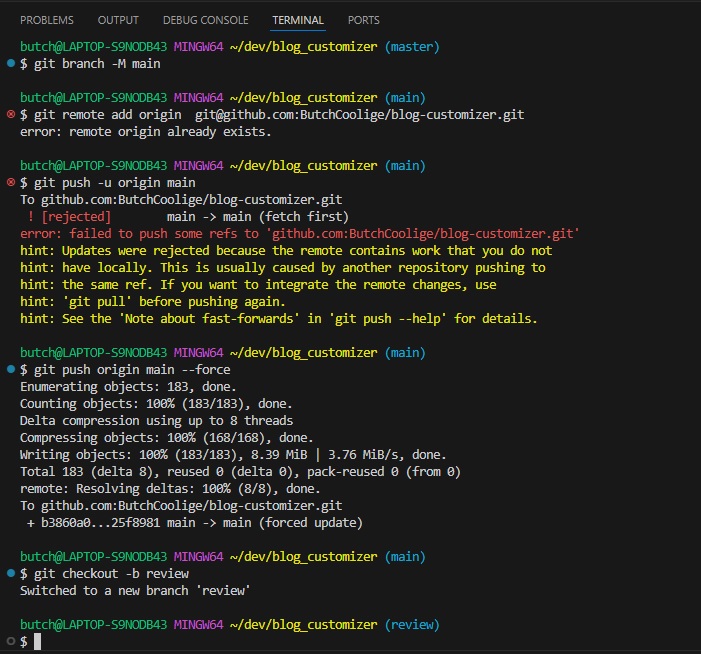 PROBLEMS OUTPUT DEBUG CONSOLE TERMINAL PORTS
butch@LAPTOP-S9NODB43 MINGW64 ~/dev/blog_customizer (master)
$ git branch -M main
butch@LAPTOP-S9NODB43 MINGW64 ~/dev/blog_customizer (main)
$ git remote add origin  git@github.com:ButchCoolige/blog-customizer.git
error: remote origin already exists.
butch@LAPTOP-S9NODB43 MINGW64 ~/dev/blog_customizer (main)
$ git push -u origin main
To github.com:ButchCoolige/blog-customizer.git
 ! [rejected]        main -> main (fetch first)
error: failed to push some refs to 'github.com:ButchCoolige/blog-customizer.git'
hint: Updates were rejected because the remote contains work that you do not
hint: have locally. This is usually caused by another repository pushing to
hint: the same ref. If you want to integrate the remote changes, use
hint: 'git pull' before pushing again.
hint: See the 'Note about fast-forwards' in 'git push --help' for details.
butch@LAPTOP-S9NODB43 MINGW64 ~/dev/blog_customizer (main)
$ git push origin main --force
Enumerating objects: 183, done.
Counting objects: 100% (183/183), done.
Delta compression using up to 8 threads
Compressing objects: 100% (168/168), done.
Writing objects: 100% (183/183), 8.39 MiB | 3.76 MiB/s, done.
Total 183 (delta 8), reused 0 (delta 0), pack-reused 0 (from 0)
remote: Resolving deltas: 100% (8/8), done.
To github.com:ButchCoolige/blog-customizer.git
 + b3860a0...25f8981 main -> main (forced update)
butch@LAPTOP-S9NODB43 MINGW64 ~/dev/blog_customizer (main)
$ git checkout -b review
Switched to a new branch 'review'
butch@LAPTOP-S9NODB43 MINGW64 ~/dev/blog_customizer (review)
$